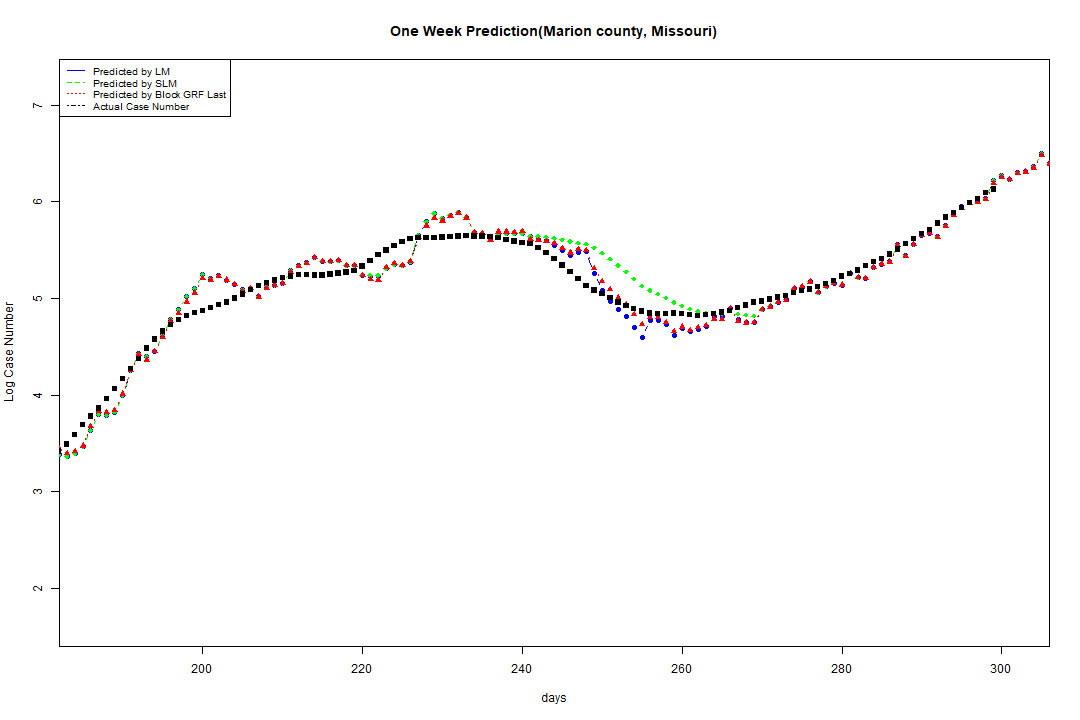 One Week Prediction(Marion county, Missouri)
Predicted by LM
Predicted by SLM
Predicted by Block GRF Last
Actual Case Number
7
6
5
4
3
2
Log Case Number
200 220 240 260 280 300
days